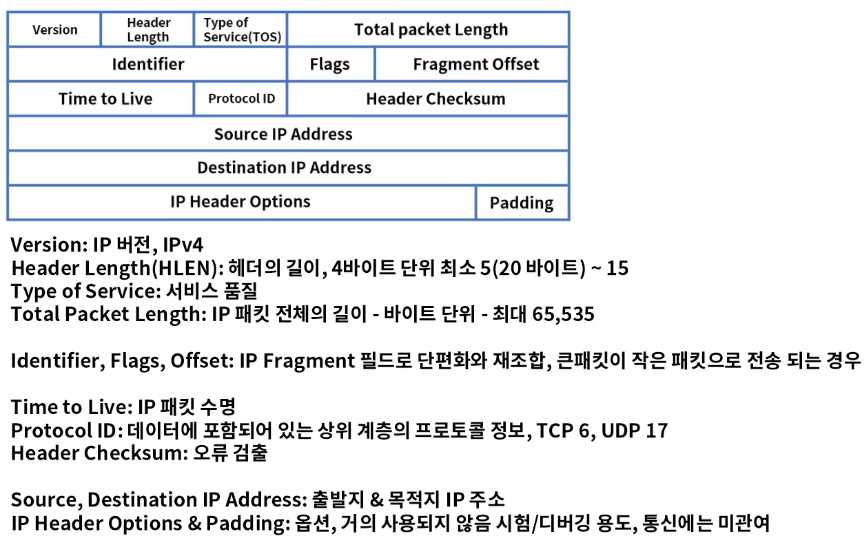 Version
Header
Length
Type of
Service(TOS)
Total packet Length
Identifier
Flags
Fragment Offset
Time to Live
Protocol ID
Header Checksum
Source IP Address
Destination IP Address
IP Header Options
Padding
Version: IP 버전, IPv4
Header Length(HLEN): 헤더의 길이, 4바이트 단위 최소 5(20 바이트) ~ 15
Type of Service: 서비스 품질
Total Packet Length: IP 패킷 전체의 길이 - 바이트 단위 - 최대 65,535
Identifier, Flags, Offset: IP Fragment 필드로 단편화와 재조합, 큰패킷이 작은 패킷으로 전송 되는 경우
Time to Live: IP 패킷 수명
Protocol ID: 데이터에 포함되어 있는 상위 계층의 프로토콜 정보, TCP 6, UDP 17
Header Checksum: 오류 검출
Source, Destination IP Address: 출발지 & 목적지 IP 주소
IP Header Options & Padding: 옵션, 거의 사용되지 않음 시험/디버깅 용도, 통신에는 미관여